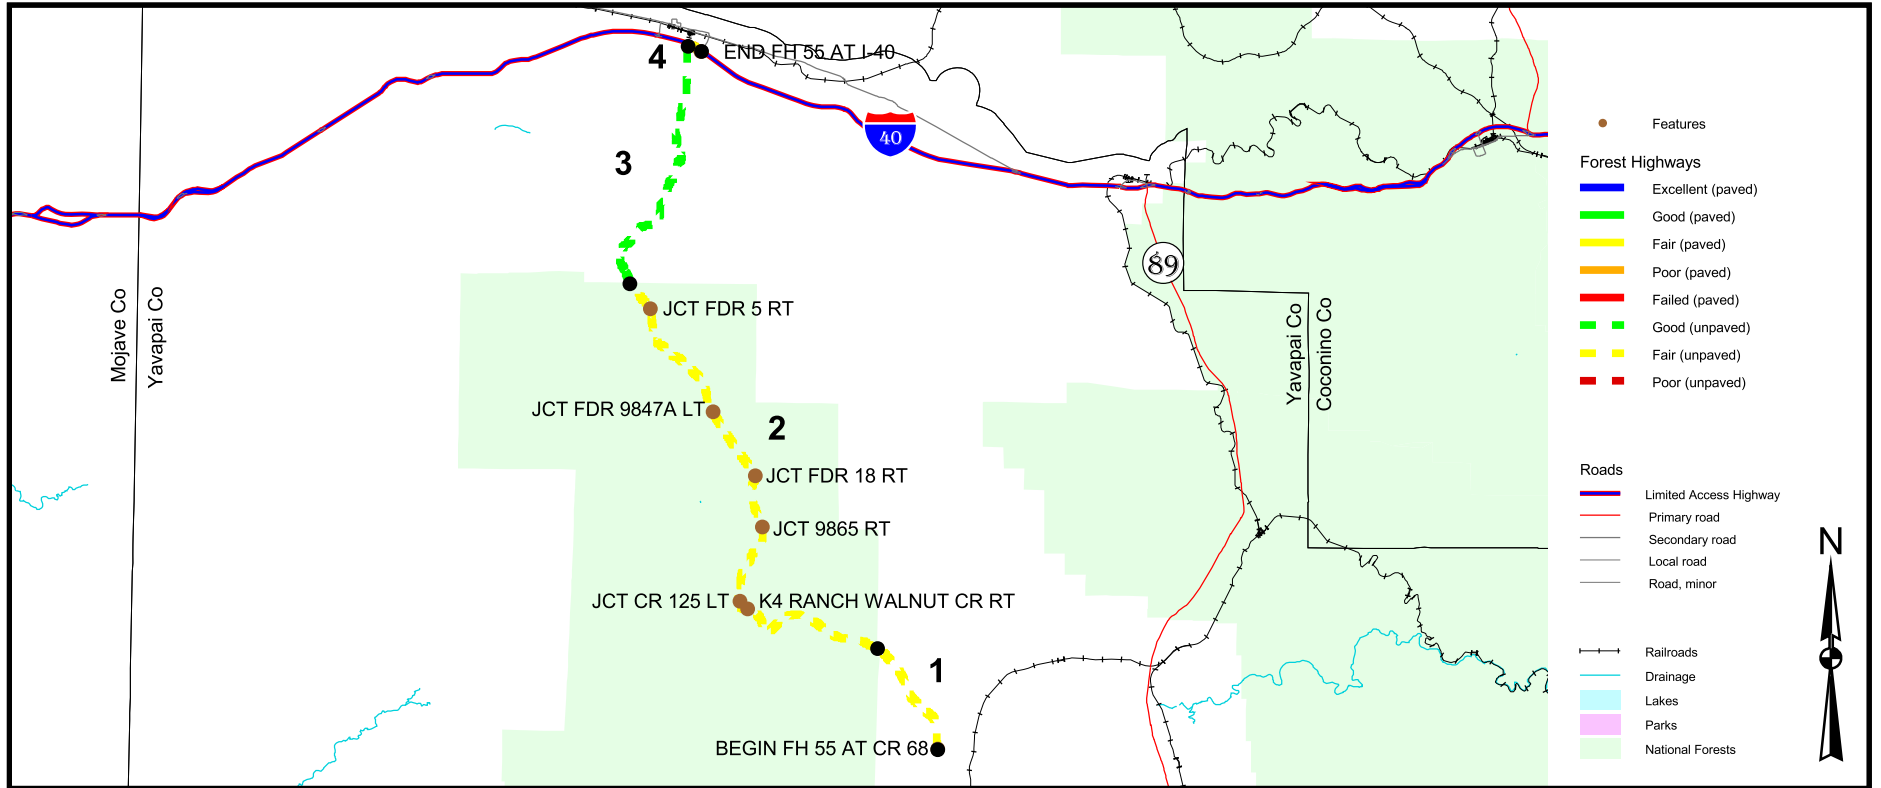 4
END FH 55 AT I-40
40
3
89
JCT FDR 5 RT
Mojave Co
Yavapai Co
Yavapai Co
Coconino Co
JCT FDR 9847A LT
2
JCT FDR 18 RT
JCT 9865 RT
JCT CR 125 LT
K4 RANCH WALNUT CR RT
1
BEGIN FH 55 AT CR 68
Features
Forest Highways
Excellent (paved)
Good (paved)
Fair (paved)
Poor (paved)
Failed (paved)
Good (unpaved)
Fair (unpaved)
Poor (unpaved)
Roads
Limited Access Highway
Primary road
Secondary road
Local road
Road, minor
Railroads
Drainage
Lakes
Parks
National Forests
N